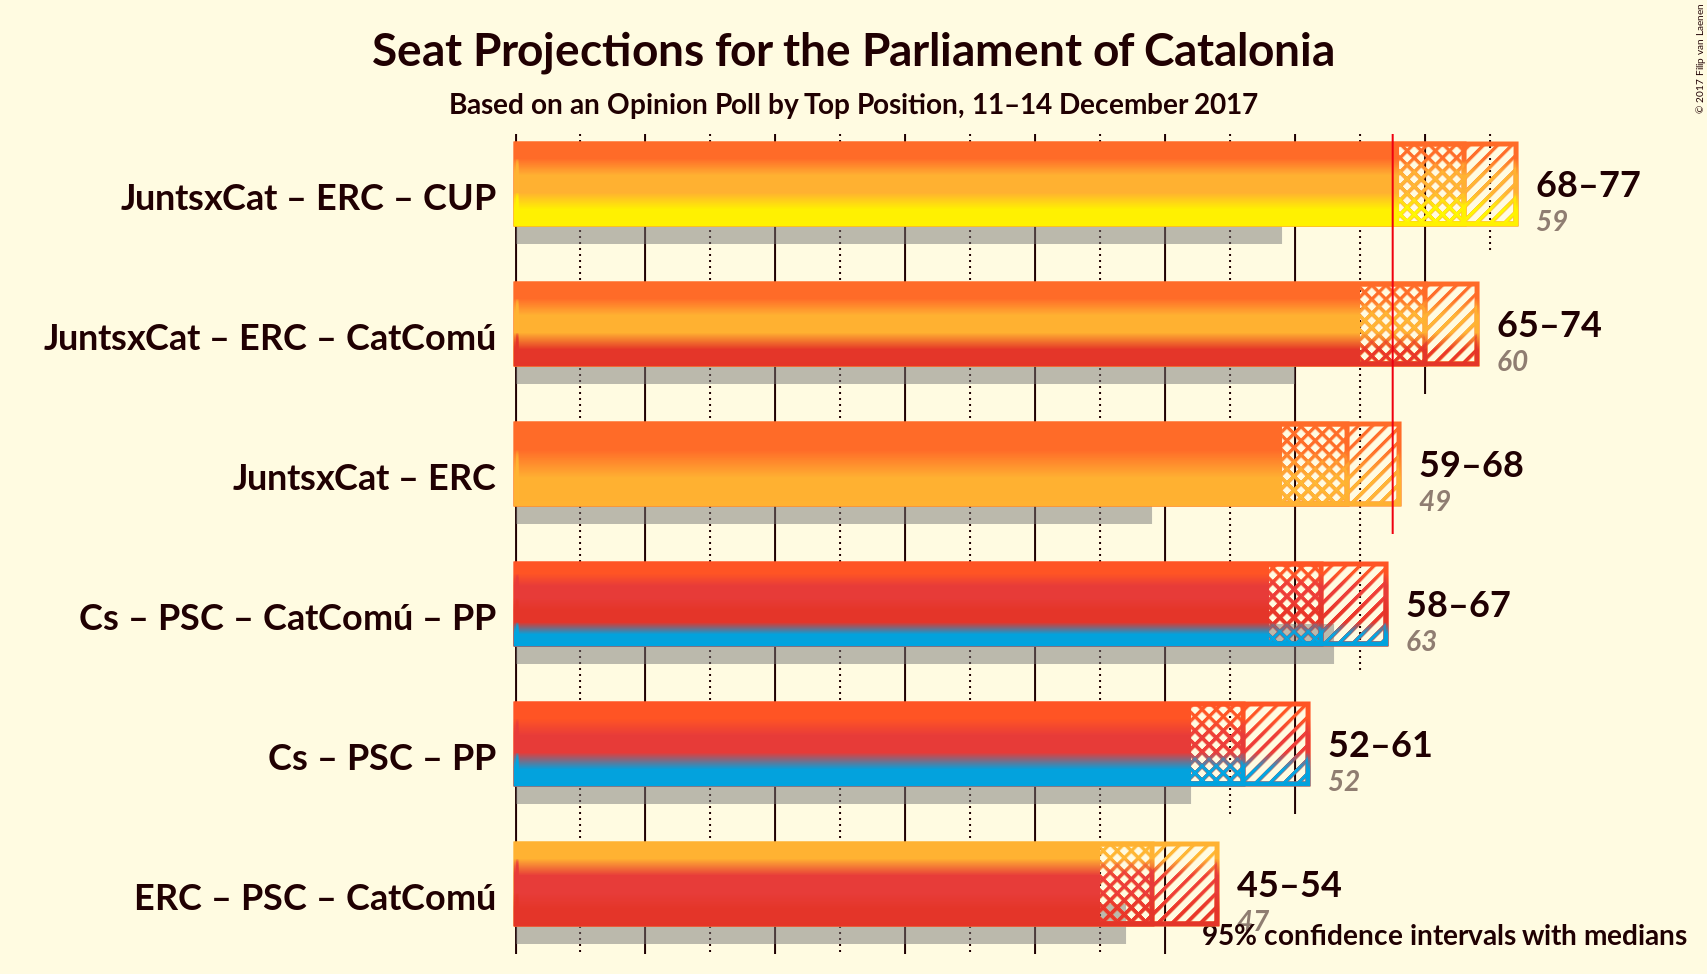 Seat Projections for the Parliament of Catalonia
Based on an Opinion Poll by Top Position, 11–14 December 2017
© 2017 Filip van Laenen
JuntsxCat – ERC – CUP
68–77
59
JuntsxCat – ERC – CatComú
65–74
60
JuntsxCat – ERC
59–68
49
Cs – PSC – CatComú – PP
58–67
63
Cs – PSC – PP
52–61
52
ERC – PSC – CatComú
45–54
47
95% confidence intervals with medians